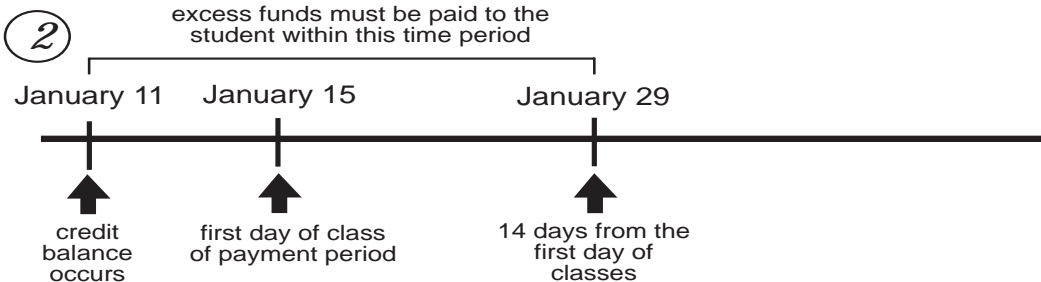 2
excess funds must be paid to the
student within this time period
January 11 January 15 January 29
credit
balance
occurs
first day of class
of payment period
14 days from the
first day of
classes